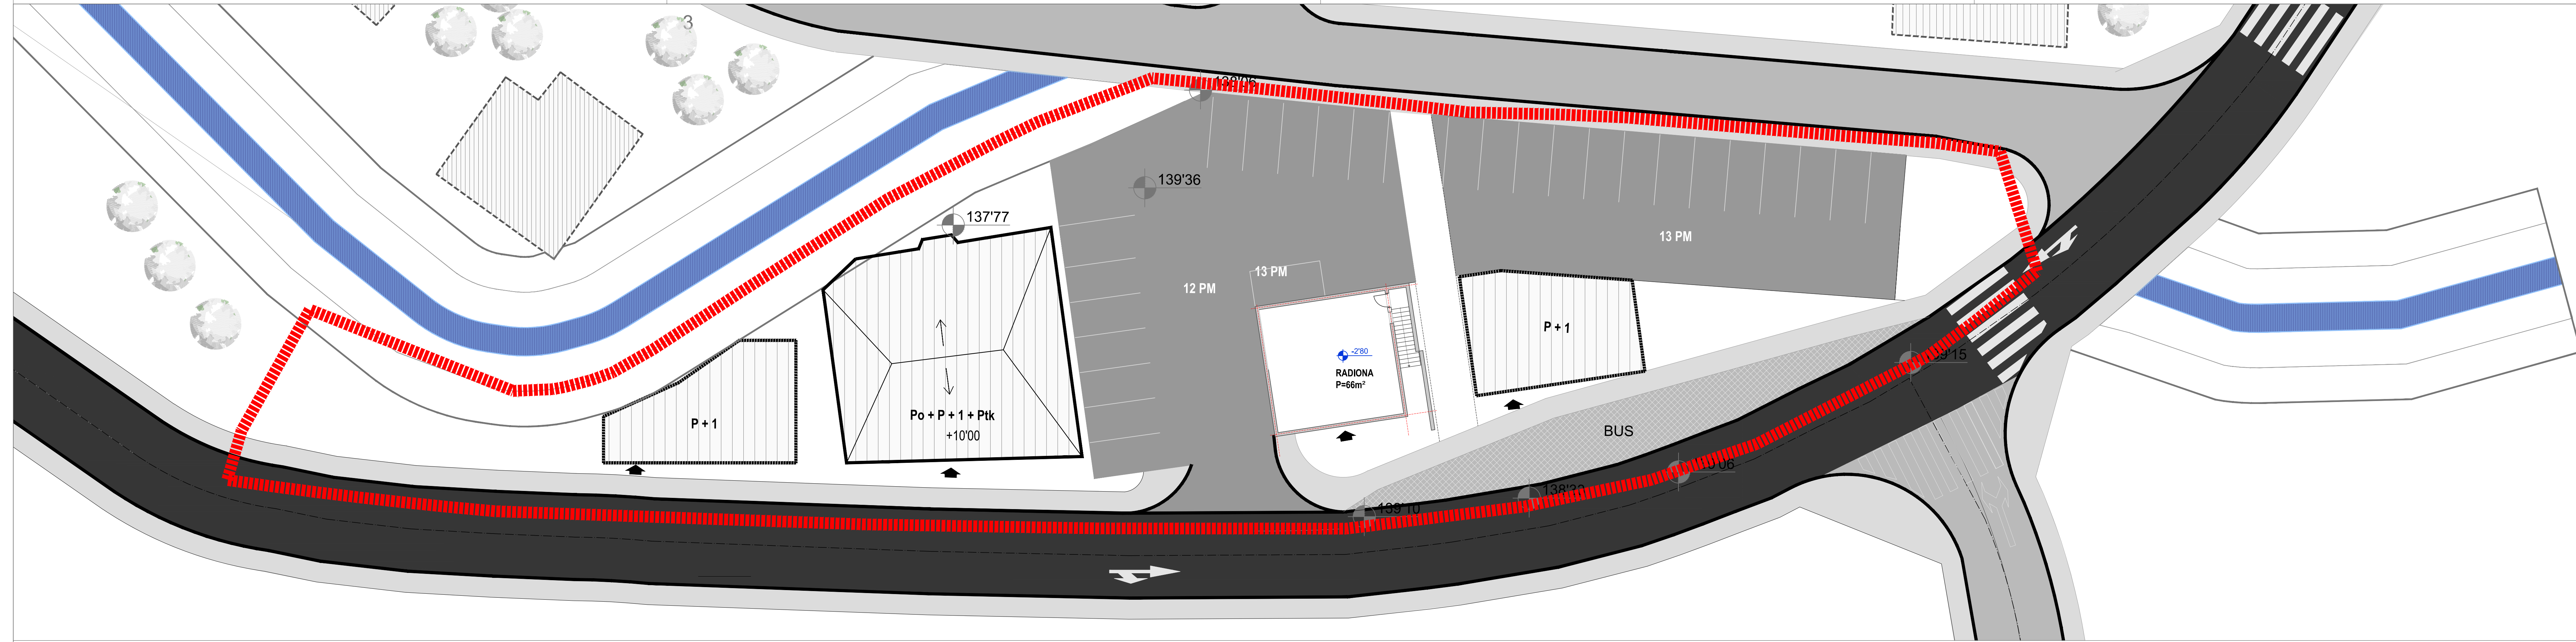 3
139'36
137'77
13 PM
13 PM
12 PM
-2'80
RADIONA
P=66m²
P + 1
Po + P + 1 + Ptk
+10'00
P + 1
BUS
139'10